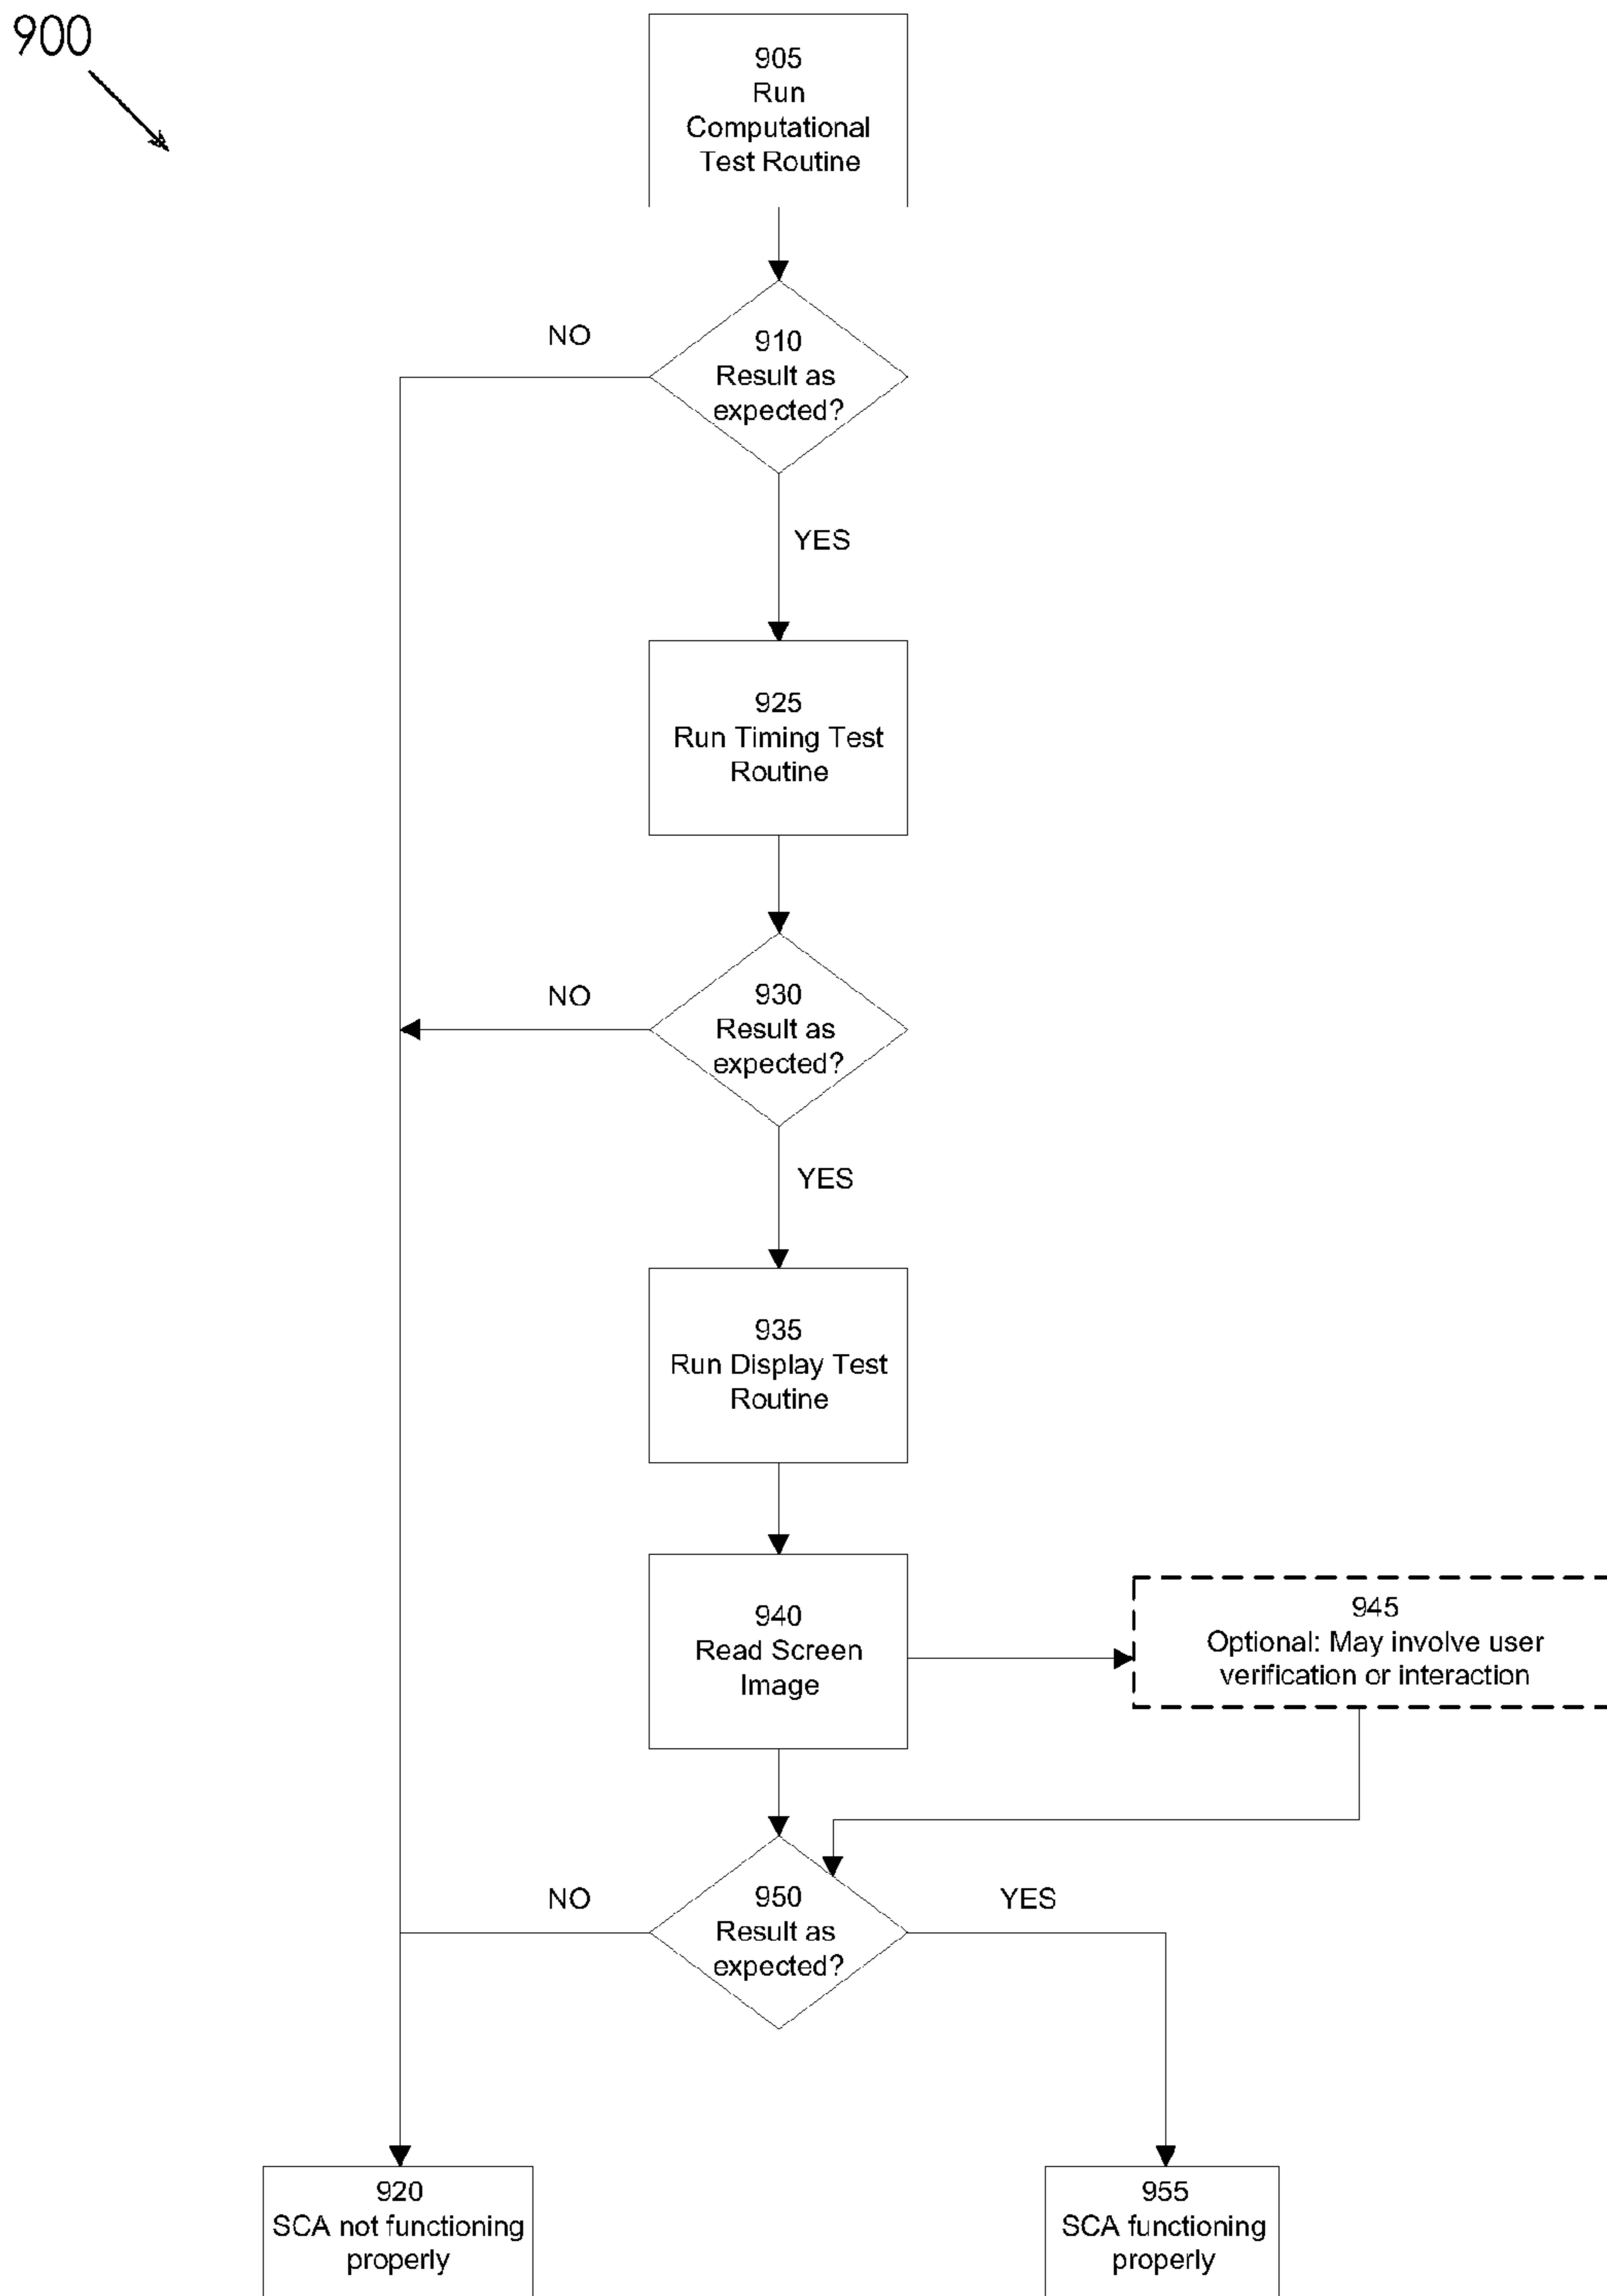 900
905
Run
Computational
Test Routine
NO
910
Result as
expected?
YES
925
Run Timing Test
Routine
NO
930
Result as
expected?
YES
935
Run Display Test
Routine
940
Read Screen
Image
945
Optional: May involve user
verification or interaction
NO
950
Result as
expected?
YES
920
SCA not functioning
properly
955
SCA functioning
properly